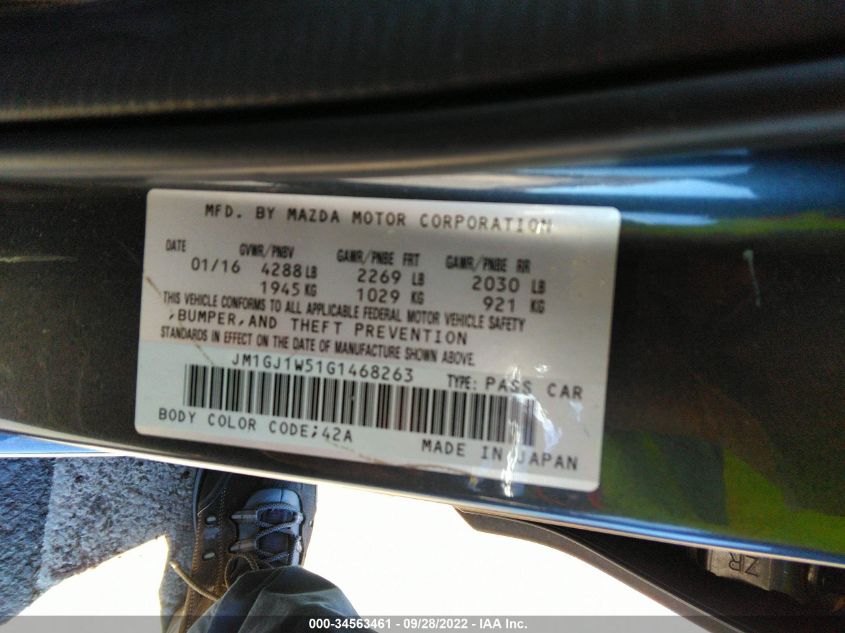 MFD. BY MAZDA MOTOR CORPORATION
DATE GVWR/PNBV GAWR/PNBE FRT GAWR/PNBE RR
01/16 4288LB 2269 LB 2030 LB
1945 KG 1029 KG 921 KG
THIS VEHICLE CONFORMS TO ALL APPLICABLE FEDERAL MOTOR VEHICLE SAFETY
,BUMPER,AND THEFT PREVENTION
STANDARDS IN EFFECT ON THE DATE OF MANUFACTURE SHOWN ABOVE.
JM1GJ1W51G1468263 TYPE: PASS CAR
BODY COLOR CODE;42A MADE IN JAPAN
ZR
000-34563461 - 09/28/2022 - IAA Inc.